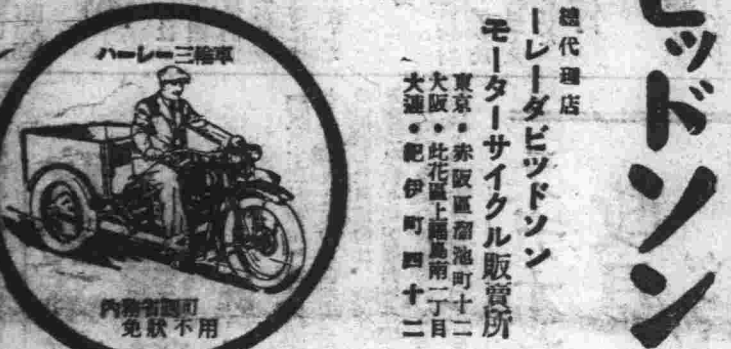 ビッドソン
總代理店
ーレーダビッドソン
モーターサイクル販賣所
東京・赤阪區溜池町十二
大阪・此花區上福島南一丁目
大連・紀伊町四十二
ハーレー三輪車
內務省認可
免狀不用